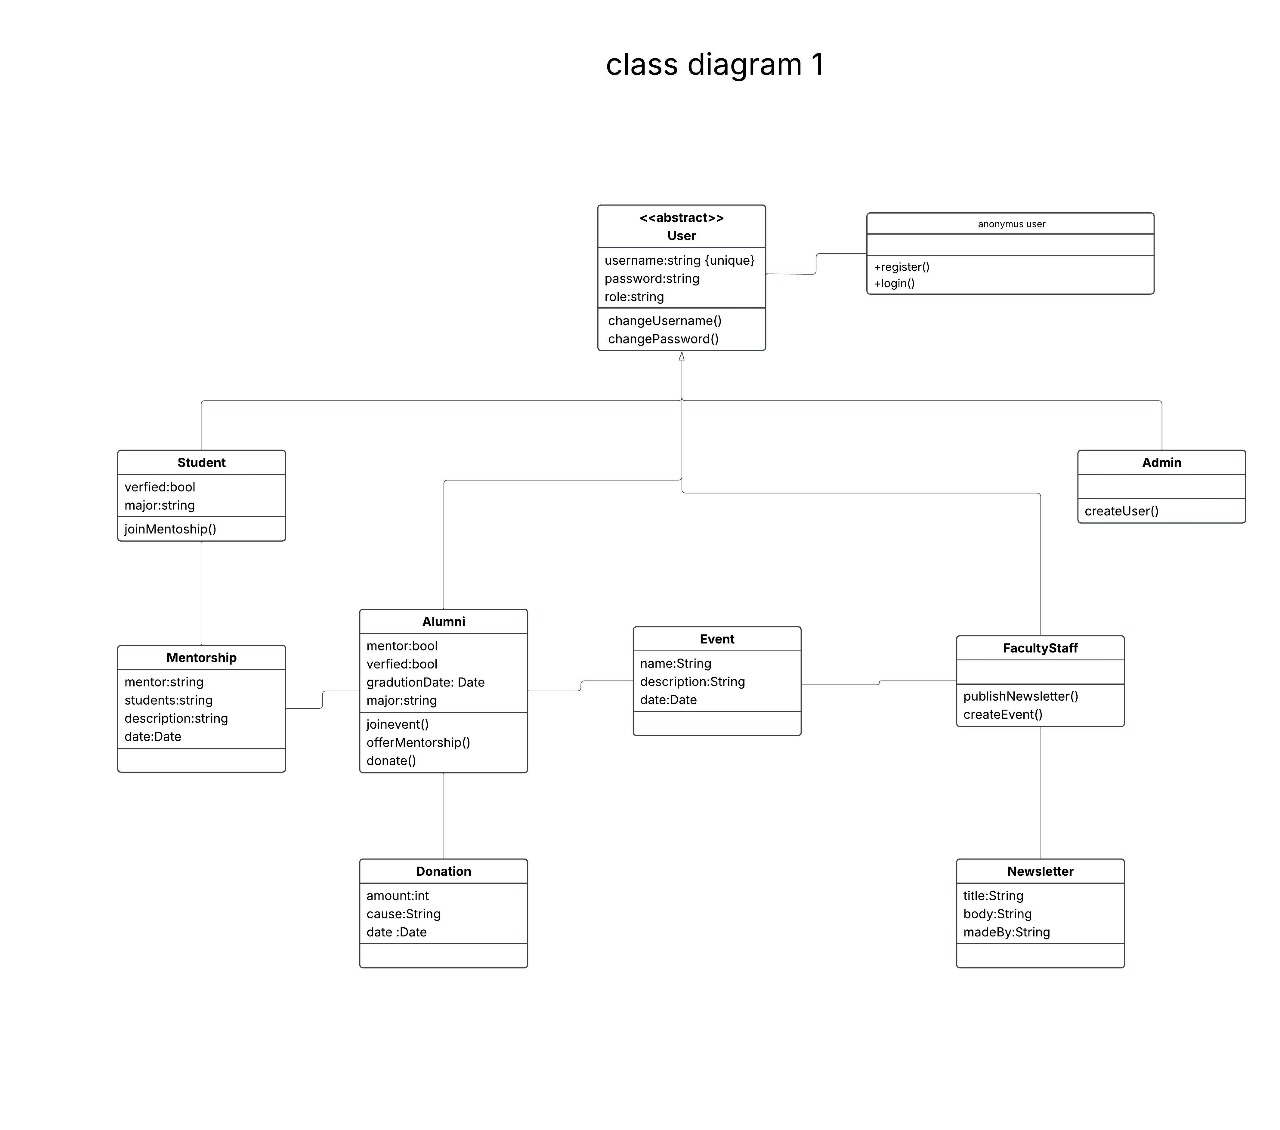 class diagram 1
<<abstract>>
User
username:string {unique}
password:string
role:string
changeUsername()
changePassword()
anonymus user
+register()
+login()
Student
verfied:bool
major:string
joinMentoship()
Admin
createUser()
Mentorship
mentor:string
students:string
description:string
date:Date
Alumni
mentor:bool
verfied:bool
gradutionDate: Date
major:string
joinevent()
offerMentorship()
donate()
Event
name:String
description:String
date:Date
FacultyStaff
publishNewsletter()
createEvent()
Donation
amount:int
cause:String
date :Date
Newsletter
title:String
body:String
madeBy:String